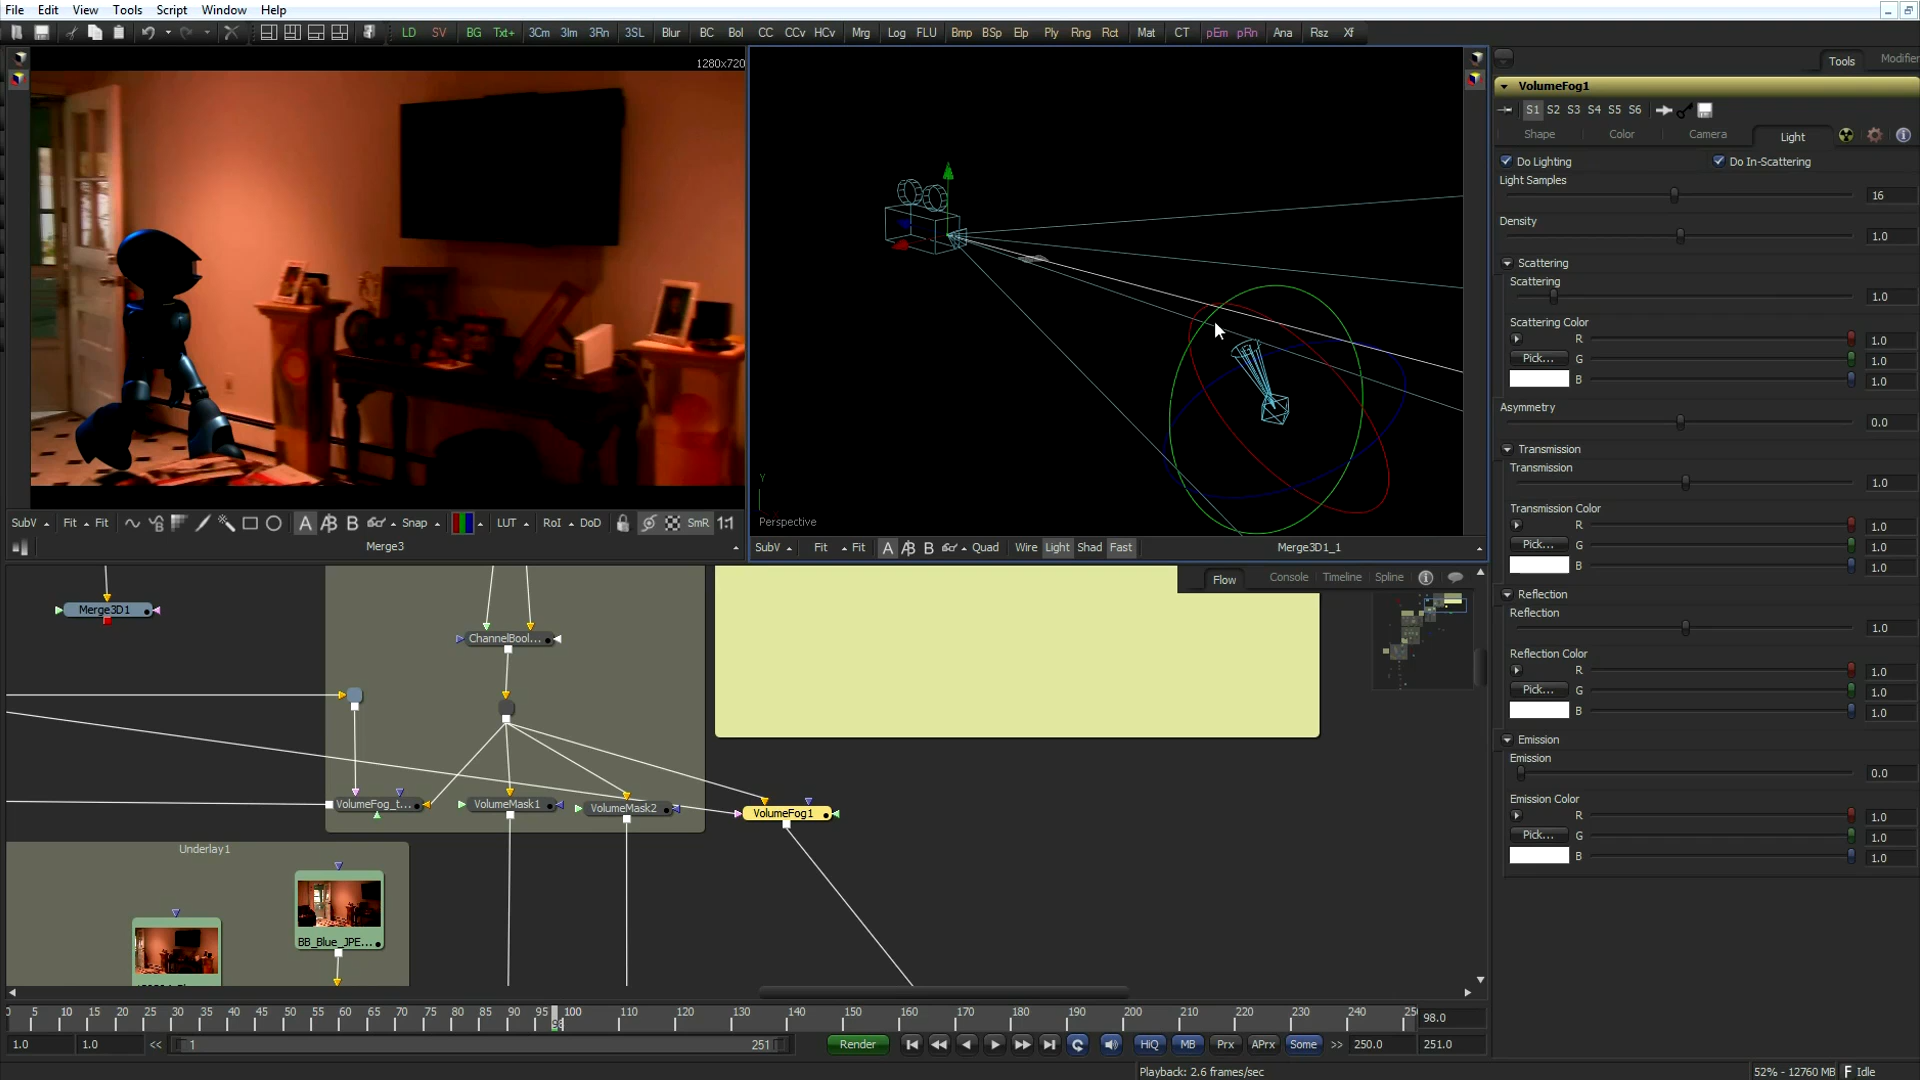 File Edit View Tools Script Window Help
LD SV BG Txt+ 3Cm 3Im 3Rn 3SL Blur BC Bol CC CCv HCv Mrg Log FLU Bmp BSp Elp Ply Rng Rct Mat CT pEm pRn Ana Rsz Xf
1280x720
Tools Modifier
VolumeFog1
S1 S2 S3 S4 S5 S6
Shape Color Camera Light
Do Lighting Do In-Scattering
Light Samples
16
Density
1.0
Scattering
Scattering
1.0
Scattering Color
R 1.0
Pick... G 1.0
B 1.0
Asymmetry
0.0
Transmission
Transmission
1.0
Transmission Color
R 1.0
Pick... G 1.0
B 1.0
Reflection
Reflection
1.0
Reflection Color
R 1.0
Pick... G 1.0
B 1.0
Emission
Emission
0.0
Emission Color
R 1.0
Pick... G 1.0
B 1.0
Y
Perspective
SubV Fit Fit A B Snap LUT RoI DoD SmR 1:1
Merge3
SubV Fit Fit A B Quad Wire Light Shad Fast Merge3D1_1
Flow Console Timeline Spline
Merge3D1
ChannelBool...
VolumeFog_t... VolumeMask1 VolumeMask2 VolumeFog1
Underlay1
BB_Blue_JPE...
5 10 15 20 25 30 35 40 45 50 55 60 65 70 75 80 85 90 95 100 110 120 130 140 150 160 170 180 190 200 210 220 230 240 25
98.0
1.0 1.0 << 1 251 Render HiQ MB Prx APrx Some >> 250.0 251.0
Playback: 2.6 frames/sec 52% - 12760 MB Idle